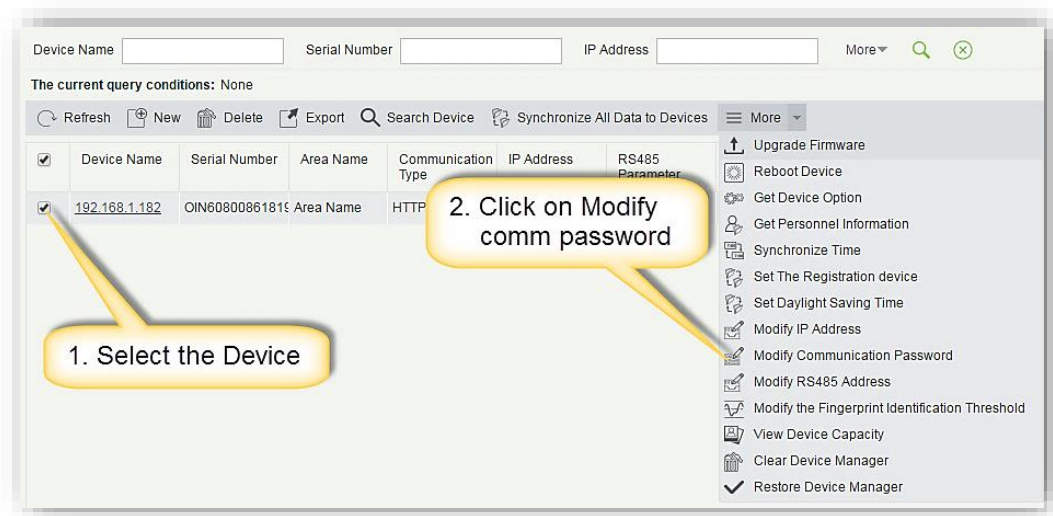 Device Name Serial Number IP Address More
The current query conditions: None
Refresh New Delete Export Search Device Synchronize All Data to Devices More
Device Name Serial Number Area Name Communication Type IP Address RS485 Parameter
192.168.1.182 OIN60800861819 Area Name HTTP
2. Click on Modify
comm password
1. Select the Device
Upgrade Firmware
Reboot Device
Get Device Option
Get Personnel Information
Synchronize Time
Set The Registration device
Set Daylight Saving Time
Modify IP Address
Modify Communication Password
Modify RS485 Address
Modify the Fingerprint Identification Threshold
View Device Capacity
Clear Device Manager
Restore Device Manager